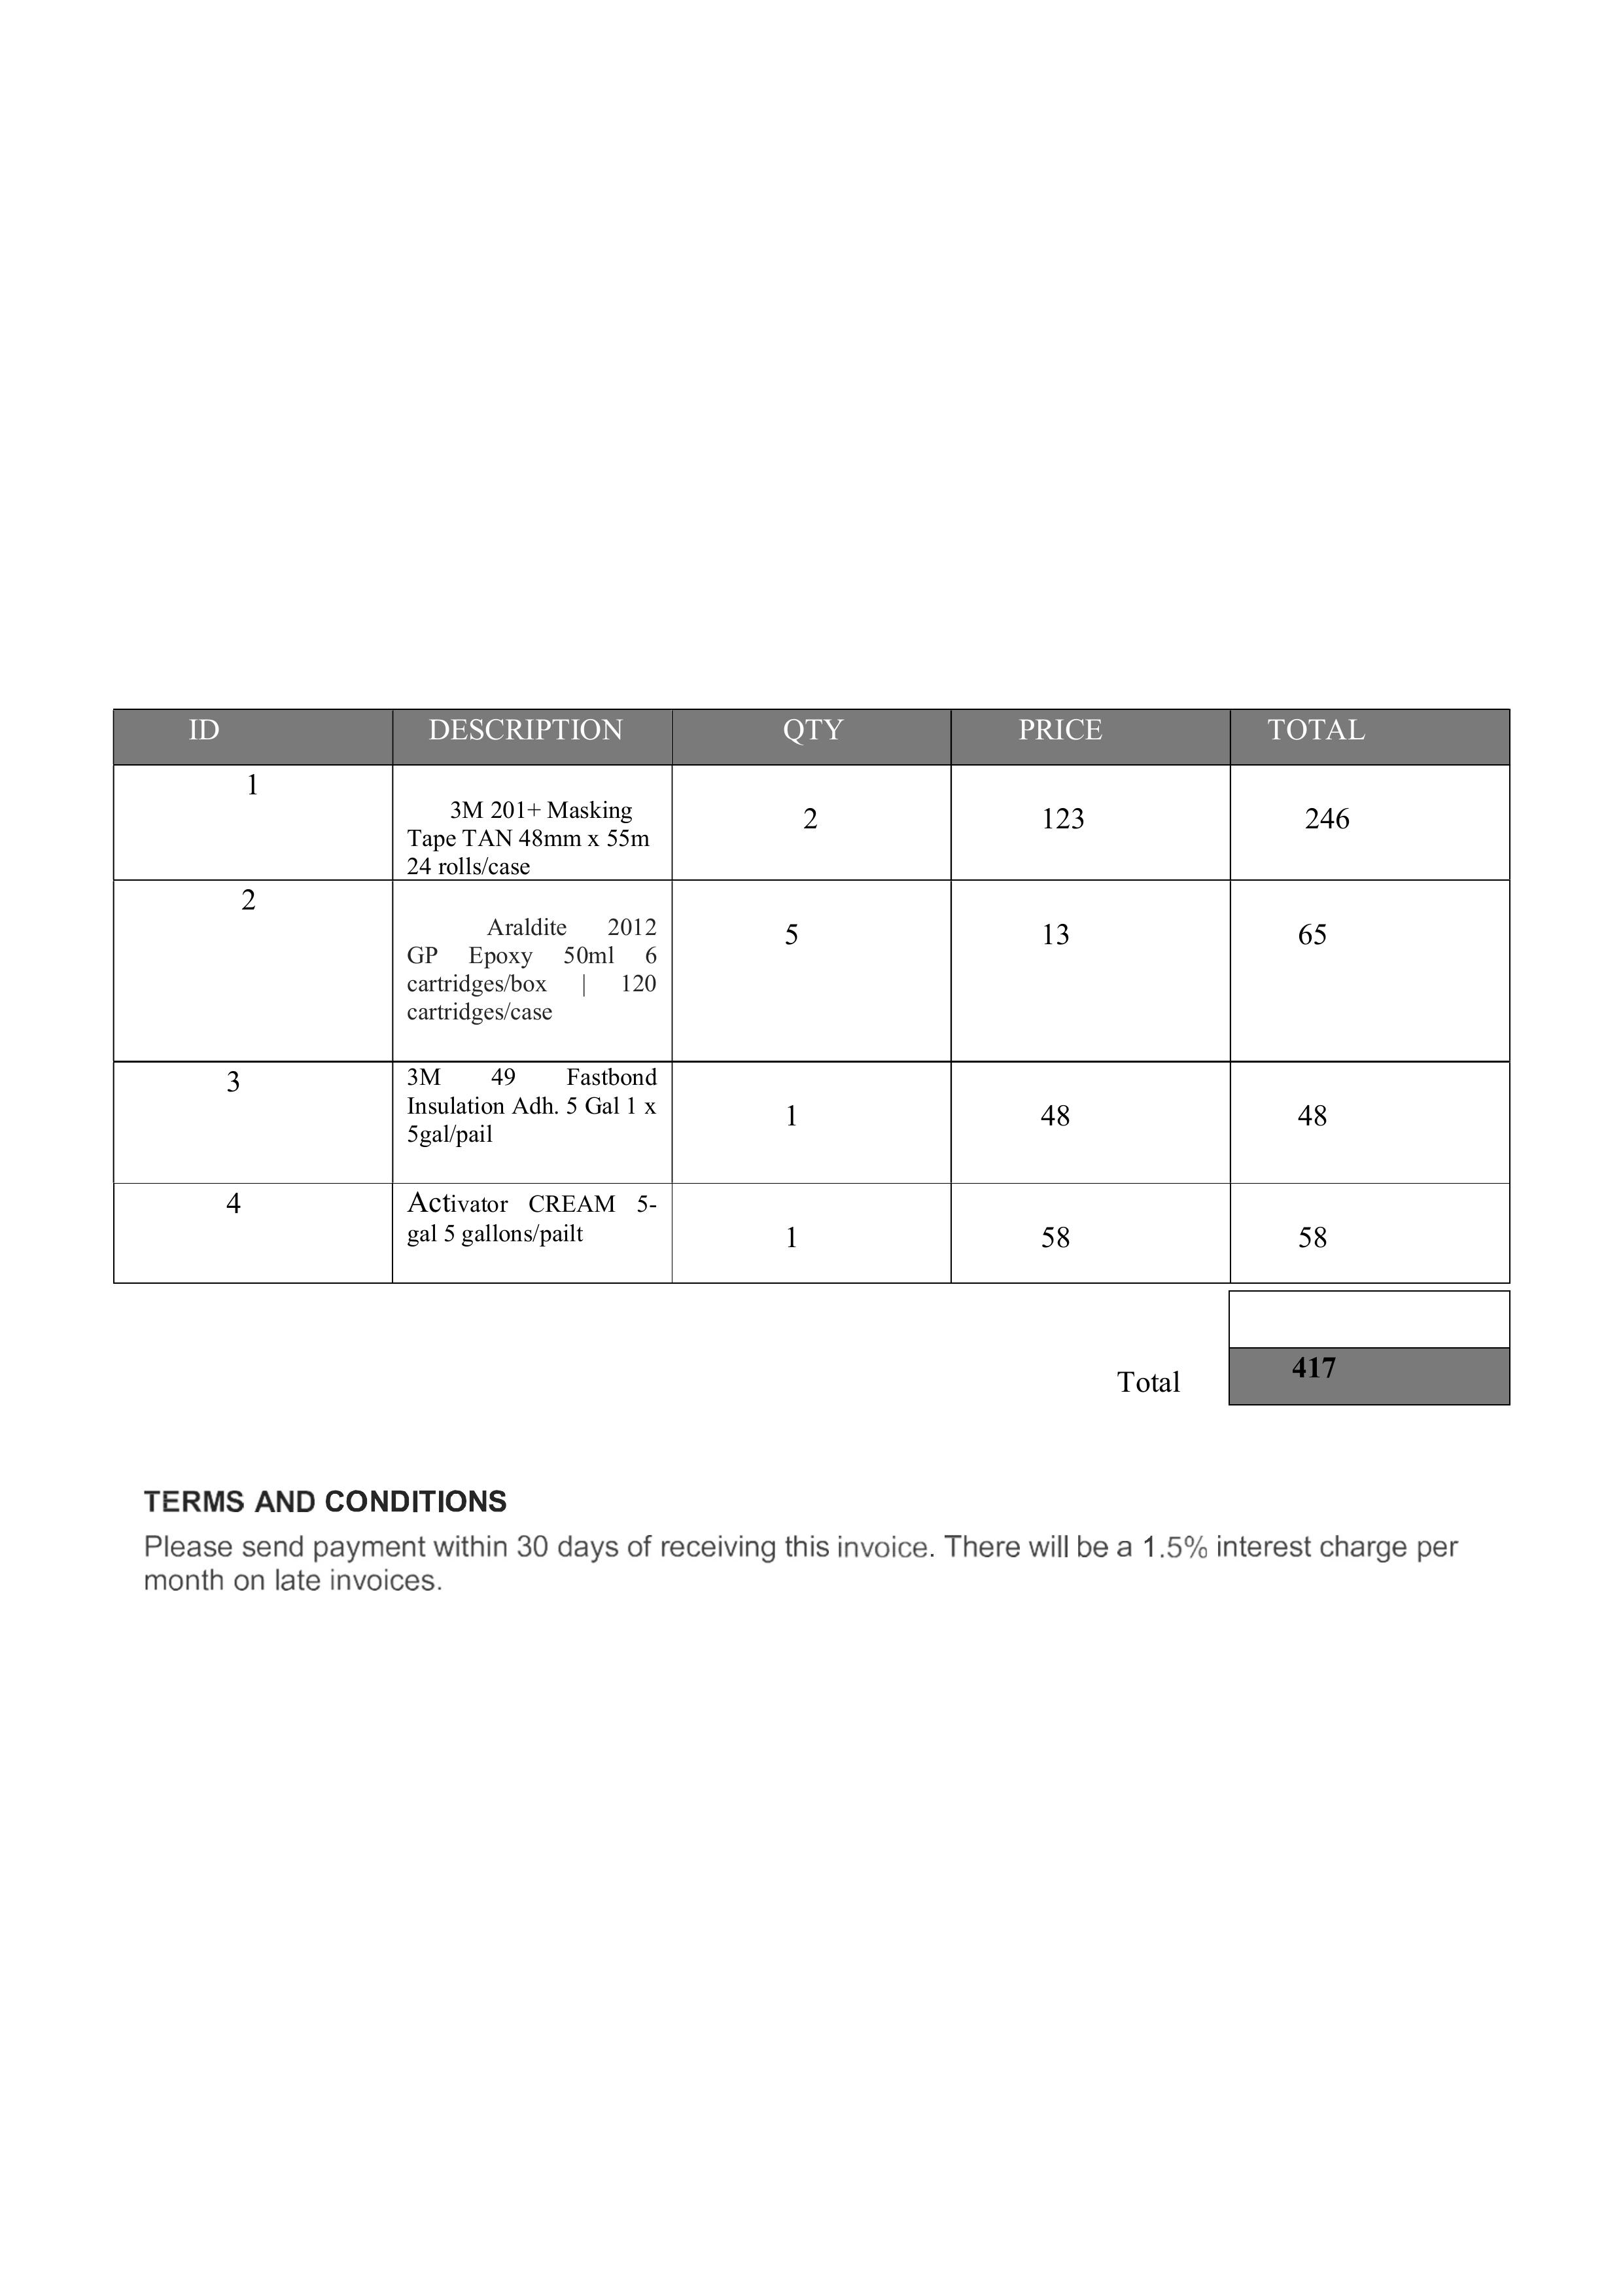 ID DESCRIPTION QTY PRICE TOTAL
1
3M 201+ Masking
Tape TAN 48mm x 55m
24 rolls/case
2 123 246
2
Araldite 2012
GP Epoxy 50ml 6
cartridges/box | 120
cartridges/case
5 13 65
3
3M 49 Fastbond
Insulation Adh. 5 Gal 1 x
5gal/pail
1 48 48
4
Activator CREAM 5-
gal 5 gallons/pailt
1 58 58
Total 417
TERMS AND CONDITIONS
Please send payment within 30 days of receiving this invoice. There will be a 1.5% interest charge per
month on late invoices.